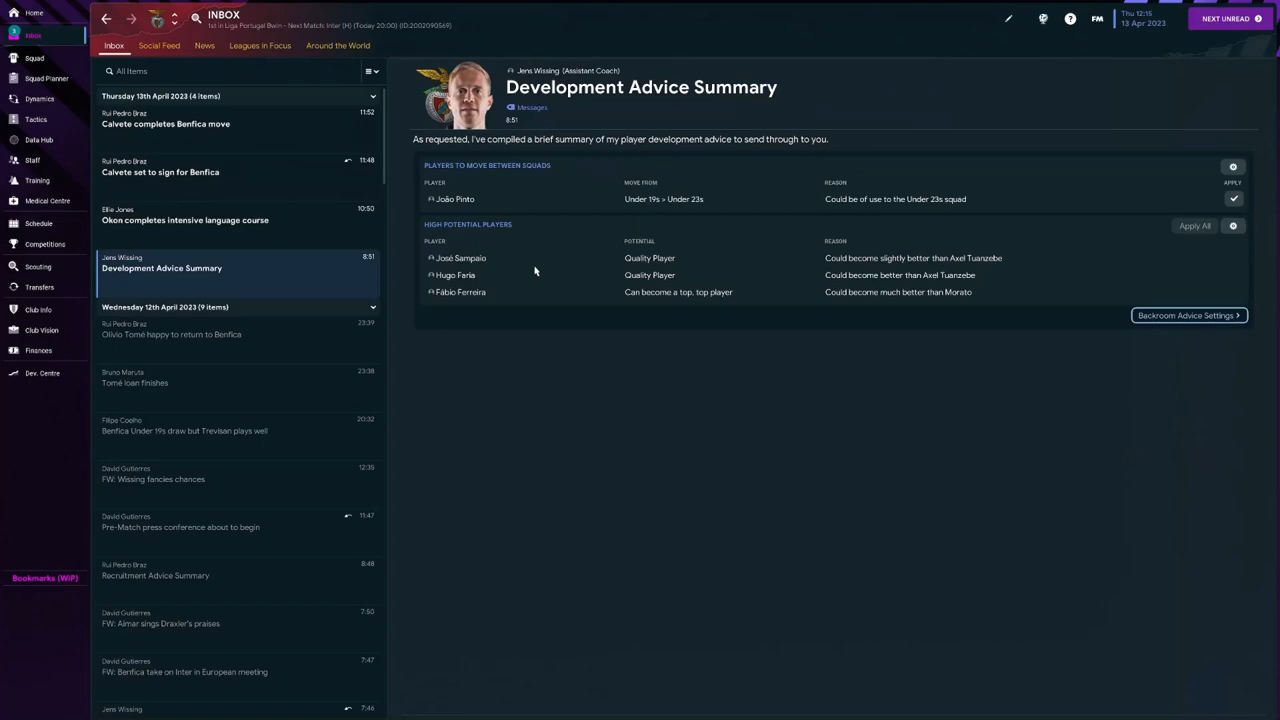 Home
3
Inbox
Squad
Squad Planner
Dynamics
Tactics
Data Hub
Staff
Training
Medical Centre
Schedule
Competitions
Scouting
Transfers
Club Info
Club Vision
Finances
Dev. Centre
Bookmarks (WiP)
INBOX
1st in Liga Portugal Bwin - Next Match: Inter (H) (Today 20:00) (ID:2002090569)
FM
Thu 12:15
13 Apr 2023
NEXT UNREAD
Inbox
Social Feed
News
Leagues in Focus
Around the World
All Items
Thursday 13th April 2023 (4 items)
Rui Pedro Braz 11:52
Calvete completes Benfica move
Rui Pedro Braz 11:48
Calvete set to sign for Benfica
Ellie Jones 10:50
Okon completes intensive language course
Jens Wissing 8:51
Development Advice Summary
Wednesday 12th April 2023 (9 items)
Rui Pedro Braz 23:39
Olívio Tomé happy to return to Benfica
Bruno Maruta 23:38
Tomé loan finishes
Filipe Coelho 20:32
Benfica Under 19s draw but Trevisan plays well
David Gutierres 12:35
FW: Wissing fancies chances
David Gutierres 11:47
Pre-Match press conference about to begin
Rui Pedro Braz 8:48
Recruitment Advice Summary
David Gutierres 7:50
FW: Aimar sings Draxler's praises
David Gutierres 7:47
FW: Benfica take on Inter in European meeting
Jens Wissing 7:46
Jens Wissing (Assistant Coach)
Development Advice Summary
Messages
8:51
As requested, I've compiled a brief summary of my player development advice to send through to you.
PLAYERS TO MOVE BETWEEN SQUADS
PLAYER MOVE FROM REASON APPLY
João Pinto Under 19s > Under 23s Could be of use to the Under 23s squad
HIGH POTENTIAL PLAYERS Apply All
PLAYER POTENTIAL REASON
José Sampaio Quality Player Could become slightly better than Axel Tuanzebe
Hugo Faria Quality Player Could become better than Axel Tuanzebe
Fábio Ferreira Can become a top, top player Could become much better than Morato
Backroom Advice Settings >